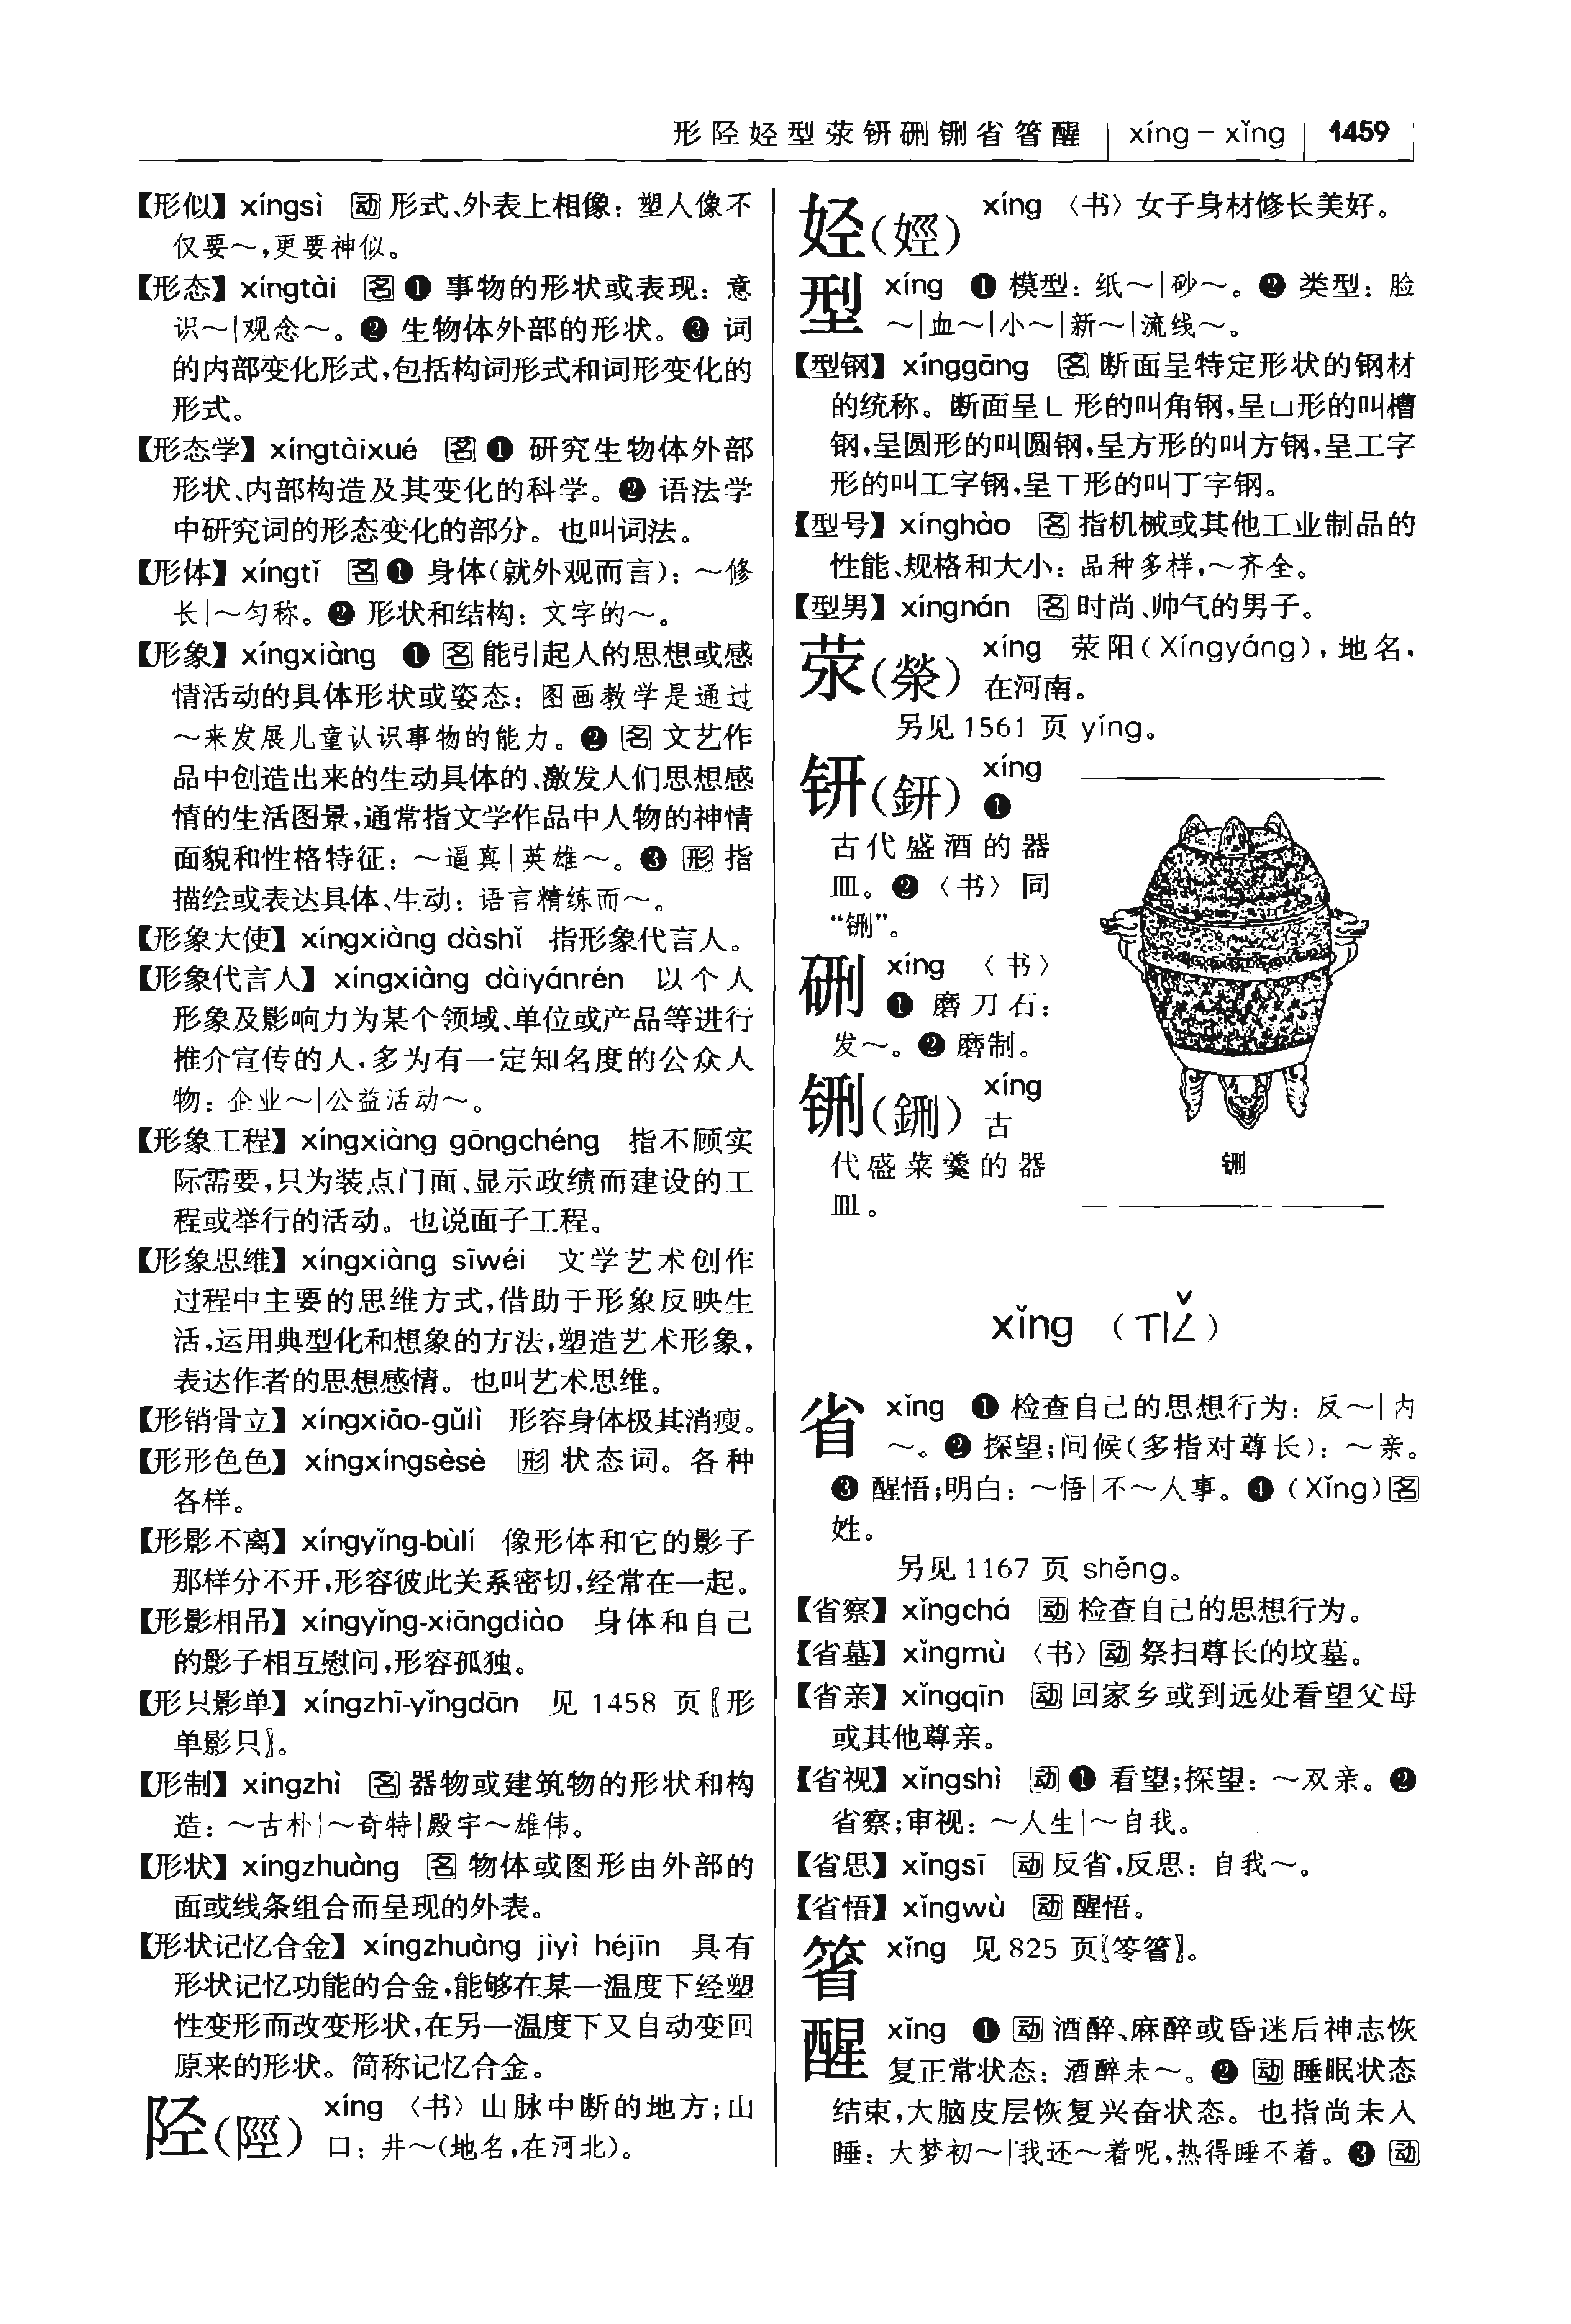 形陉娙型荥钘硎铏省箵醒 xíng－xǐng 1459
【形似】xíngsì 动 形式、外表上相像：塑人像不
仅要～，更要神似。
【形态】xíngtài 名 ❶ 事物的形状或表现：意
识～|观念～。❷ 生物体外部的形状。❸ 词
的内部变化形式，包括构词形式和词形变化的
形式。
【形态学】xíngtàixué 名 ❶ 研究生物体外部
形状、内部构造及其变化的科学。❷ 语法学
中研究词的形态变化的部分。也叫词法。
【形体】xíngtǐ 名 ❶ 身体（就外观而言）：～修
长|～匀称。❷ 形状和结构：文字的～。
【形象】xíngxiàng ❶ 名 能引起人的思想或感
情活动的具体形状或姿态：图画教学是通过
～来发展儿童认识事物的能力。❷ 名 文艺作
品中创造出来的生动具体的、激发人们思想感
情的生活图景，通常指文学作品中人物的神情
面貌和性格特征：～逼真|英雄～。❸ 形 指
描绘或表达具体、生动：语言精练而～。
【形象大使】xíngxiàng dàshǐ 指形象代言人。
【形象代言人】xíngxiàng dàiyánrén 以个人
形象及影响力为某个领域、单位或产品等进行
推介宣传的人，多为有一定知名度的公众人
物：企业～|公益活动～。
【形象工程】xíngxiàng gōngchéng 指不顾实
际需要，只为装点门面、显示政绩而建设的工
程或举行的活动。也说面子工程。
【形象思维】xíngxiàng sīwéi 文学艺术创作
过程中主要的思维方式，借助于形象反映生
活，运用典型化和想象的方法，塑造艺术形象，
表达作者的思想感情。也叫艺术思维。
【形销骨立】xíngxiāo-gǔlì 形容身体极其消瘦。
【形形色色】xíngxíngsèsè 形 状态词。各种
各样。
【形影不离】xíngyǐng-bùlí 像形体和它的影子
那样分不开，形容彼此关系密切，经常在一起。
【形影相吊】xíngyǐng-xiāngdiào 身体和自己
的影子相互慰问，形容孤独。
【形只影单】xíngzhī-yǐngdān 见 1458 页〖形
单影只〗。
【形制】xíngzhì 名 器物或建筑物的形状和构
造：～古朴|～奇特|殿宇～雄伟。
【形状】xíngzhuàng 名 物体或图形由外部的
面或线条组合而呈现的外表。
【形状记忆合金】xíngzhuàng jìyì héjīn 具有
形状记忆功能的合金，能够在某一温度下经塑
性变形而改变形状，在另一温度下又自动变回
原来的形状。简称记忆合金。
陉（陘） xíng 〈书〉山脉中断的地方；山
口：井～（地名，在河北）。
娙（娙） xíng 〈书〉女子身材修长美好。
型 xíng ❶ 模型：纸～|砂～。❷ 类型：脸
～|血～|小～|新～|流线～。
【型钢】xínggāng 名 断面呈特定形状的钢材
的统称。断面呈∟形的叫角钢，呈⊔形的叫槽
钢，呈圆形的叫圆钢，呈方形的叫方钢，呈工字
形的叫工字钢，呈丅形的叫丁字钢。
【型号】xínghào 名 指机械或其他工业制品的
性能、规格和大小：品种多样，～齐全。
【型男】xíngnán 名 时尚、帅气的男子。
荥（滎） xíng 荥阳（Xíngyáng），地名，
在河南。
另见 1561 页 yíng。
钘（鈃） xíng
❶
古代盛酒的器
皿。❷〈书〉同
“铏”。
硎 xíng 〈书〉
❶ 磨刀石：
发～。❷ 磨制。
铏（鉶） xíng
古
代盛菜羹的器
皿。
铏
xǐng （ㄒㄧㄥˇ）
省 xǐng ❶ 检查自己的思想行为：反～|内
～。❷ 探望；问候（多指对尊长）：～亲。
❸ 醒悟；明白：～悟|不～人事。❹（Xǐng）名
姓。
另见 1167 页 shěng。
【省察】xǐngchá 动 检查自己的思想行为。
【省墓】xǐngmù 〈书〉动 祭扫尊长的坟墓。
【省亲】xǐngqīn 动 回家乡或到远处看望父母
或其他尊亲。
【省视】xǐngshì 动 ❶ 看望；探望：～双亲。❷
省察；审视：～人生|～自我。
【省思】xǐngsī 动 反省，反思：自我～。
【省悟】xǐngwù 动 醒悟。
箵 xǐng 见 825 页〖笭箵〗。
醒 xǐng ❶ 动 酒醉、麻醉或昏迷后神志恢
复正常状态：酒醉未～。❷ 动 睡眠状态
结束，大脑皮层恢复兴奋状态。也指尚未入
睡：大梦初～|我还～着呢，热得睡不着。❸ 动